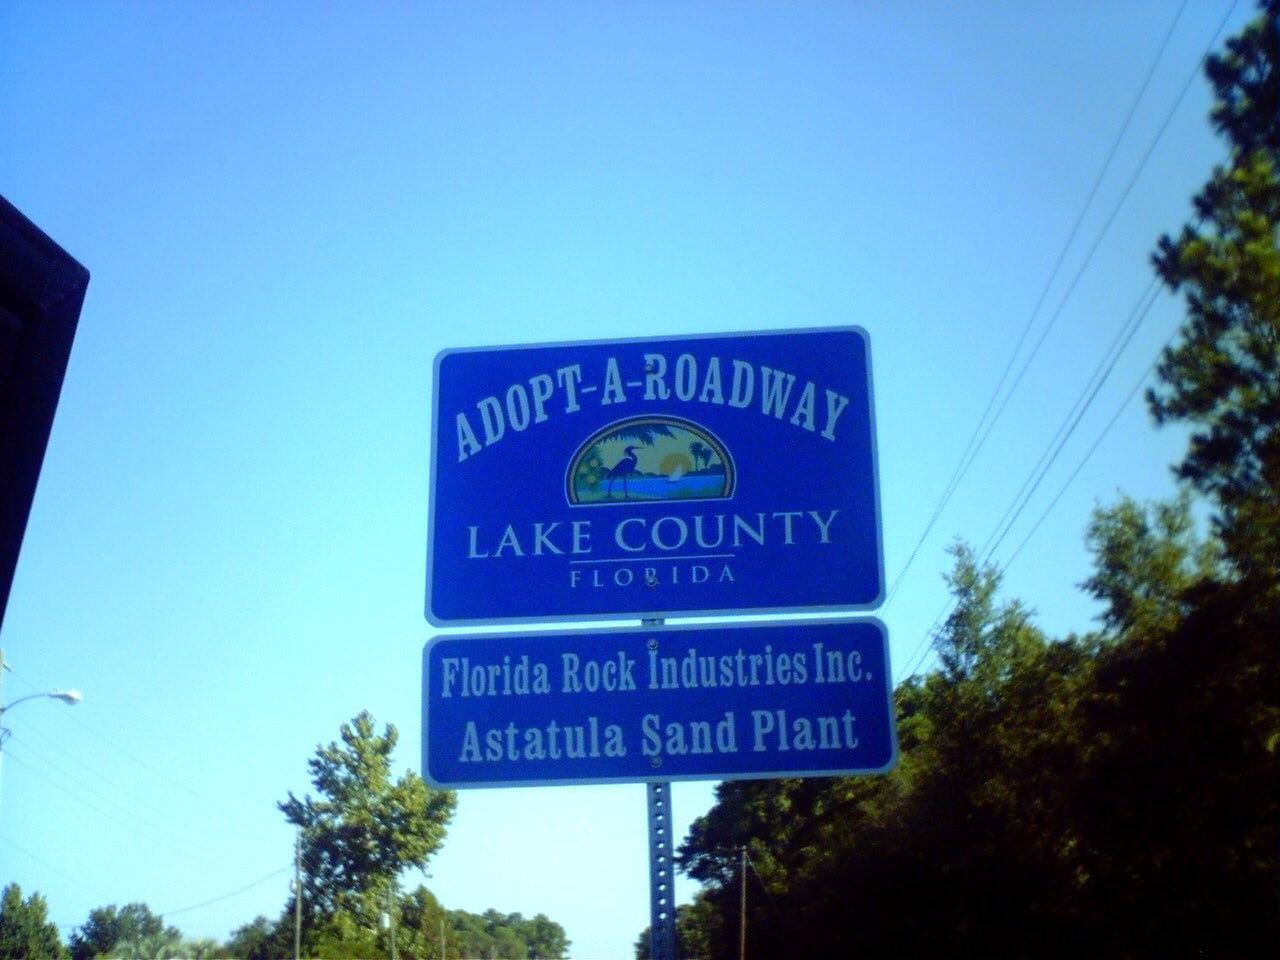 ADOPT-A-ROADWAY
LAKE COUNTY
FLORIDA
Florida Rock Industries Inc.
Astatula Sand Plant